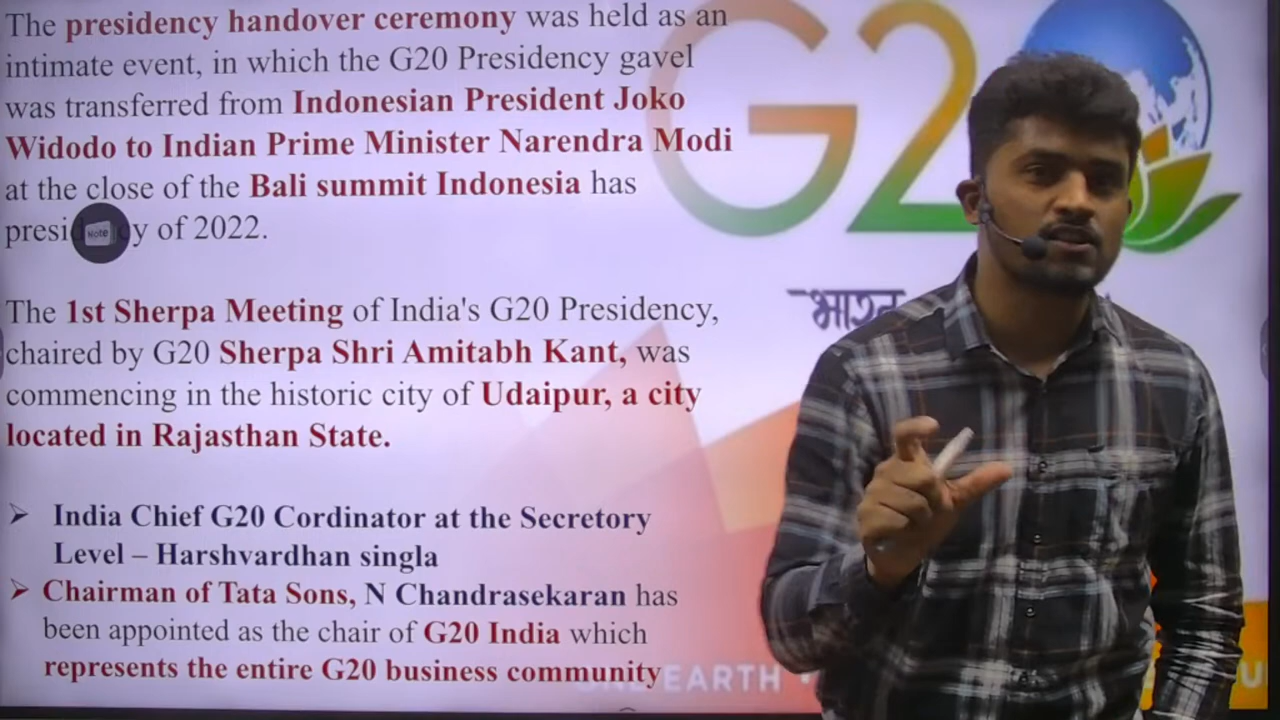 The presidency handover ceremony was held as an
intimate event, in which the G20 Presidency gavel
was transferred from Indonesian President Joko
Widodo to Indian Prime Minister Narendra Modi
at the close of the Bali summit Indonesia has
of 2022.
Note
The 1st Sherpa Meeting of India's G20 Presidency,
chaired by G20 Sherpa Shri Amitabh Kant, was
commencing in the historic city of Udaipur, a city
located in Rajasthan State.
➢ India Chief G20 Cordinator at the Secretory
Level – Harshvardhan singla
➢ Chairman of Tata Sons, N Chandrasekaran has
been appointed as the chair of G20 India which
represents the entire G20 business community
G2
EARTH •